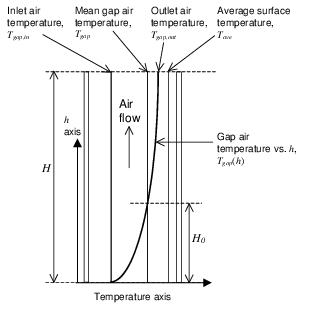 Inlet air
temperature,
T_gap,in
Mean gap air
temperature,
T_gap
Outlet air
temperature,
T_gap,out
Average surface
temperature,
T_ave
Air
flow
h
axis
Gap air
temperature vs. h,
T_gap(h)
H
H_0
Temperature axis